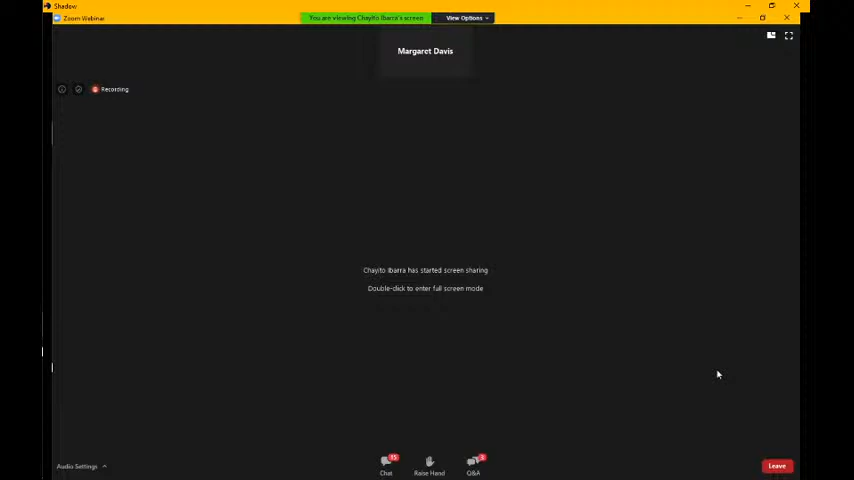 Shadow
Zoom Webinar
You are viewing Chayito Ibarra's screen
View Options
Margaret Davis
Recording
Chayito Ibarra has started screen sharing
Double-click to enter full screen mode
Audio Settings
Chat
Raise Hand
Q&A
Leave